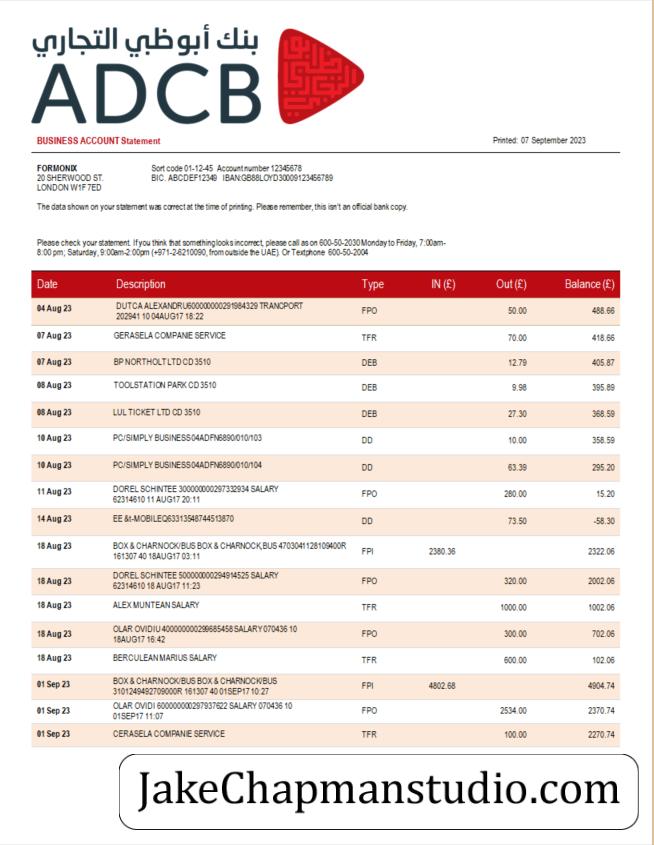 بنك أبوظبي التجاري
ADCB
BUSINESS ACCOUNT Statement
Printed: 07 September 2023
FORMONIX
20 SHERWOOD ST.
LONDON W1F 7ED
Sort code 01-12-45 Account number 12345678
BIC. ABCDEF12349 IBAN:GB88LOYD30009123456789
The data shown on your statement was correct at the time of printing. Please remember, this isn't an official bank copy.
Please check your statement. If you think that something looks incorrect, please call as on 600-50-2030 Monday to Friday, 7:00am-
8:00 pm; Saturday, 9:00am-2:00pm (+971-2-6210090, from outside the UAE). Or Textphone 600-50-2004
Date Description Type IN (£) Out (£) Balance (£)
04 Aug 23 DUTCA ALEXANDRU600000000291984329 TRANCPORT
202941 10 04AUG17 18:22 FPO 50.00 488.66
07 Aug 23 GERASELA COMPANIE SERVICE TFR 70.00 418.66
07 Aug 23 BP NORTHOLT LTD CD 3510 DEB 12.79 405.87
08 Aug 23 TOOLSTATION PARK CD 3510 DEB 9.98 395.89
08 Aug 23 LUL TICKET LTD CD 3510 DEB 27.30 368.59
10 Aug 23 PC/SIMPLY BUSINESS04ADFN6890/010/103 DD 10.00 358.59
10 Aug 23 PC/SIMPLY BUSINESS04ADFN6890/010/104 DD 63.39 295.20
11 Aug 23 DOREL SCHINTEE 300000000297332934 SALARY
62314610 11 AUG17 20:11 FPO 280.00 15.20
14 Aug 23 EE &t-MOBILEQ63313548744513870 DD 73.50 -58.30
18 Aug 23 BOX & CHARNOCK/BUS BOX & CHARNOCK,BUS 4703041128109400R
161307 40 18AUG17 03:11 FPI 2380.36 2322.06
18 Aug 23 DOREL SCHINTEE 500000000294914525 SALARY
62314610 18 AUG17 11:23 FPO 320.00 2002.06
18 Aug 23 ALEX MUNTEAN SALARY TFR 1000.00 1002.06
18 Aug 23 OLAR OVIDIU 400000000299685458 SALARY 070436 10
18AUG17 16:42 FPO 300.00 702.06
18 Aug 23 BERCULEAN MARIUS SALARY TFR 600.00 102.06
01 Sep 23 BOX & CHARNOCK/BUS BOX & CHARNOCK/BUS
3101249492709000R 161307 40 01SEP17 10:27 FPI 4802.68 4904.74
01 Sep 23 OLAR OVIDI 600000000297937622 SALARY 070436 10
01SEP17 11:07 FPO 2534.00 2370.74
01 Sep 23 CERASELA COMPANIE SERVICE TFR 100.00 2270.74
JakeChapmanstudio.com